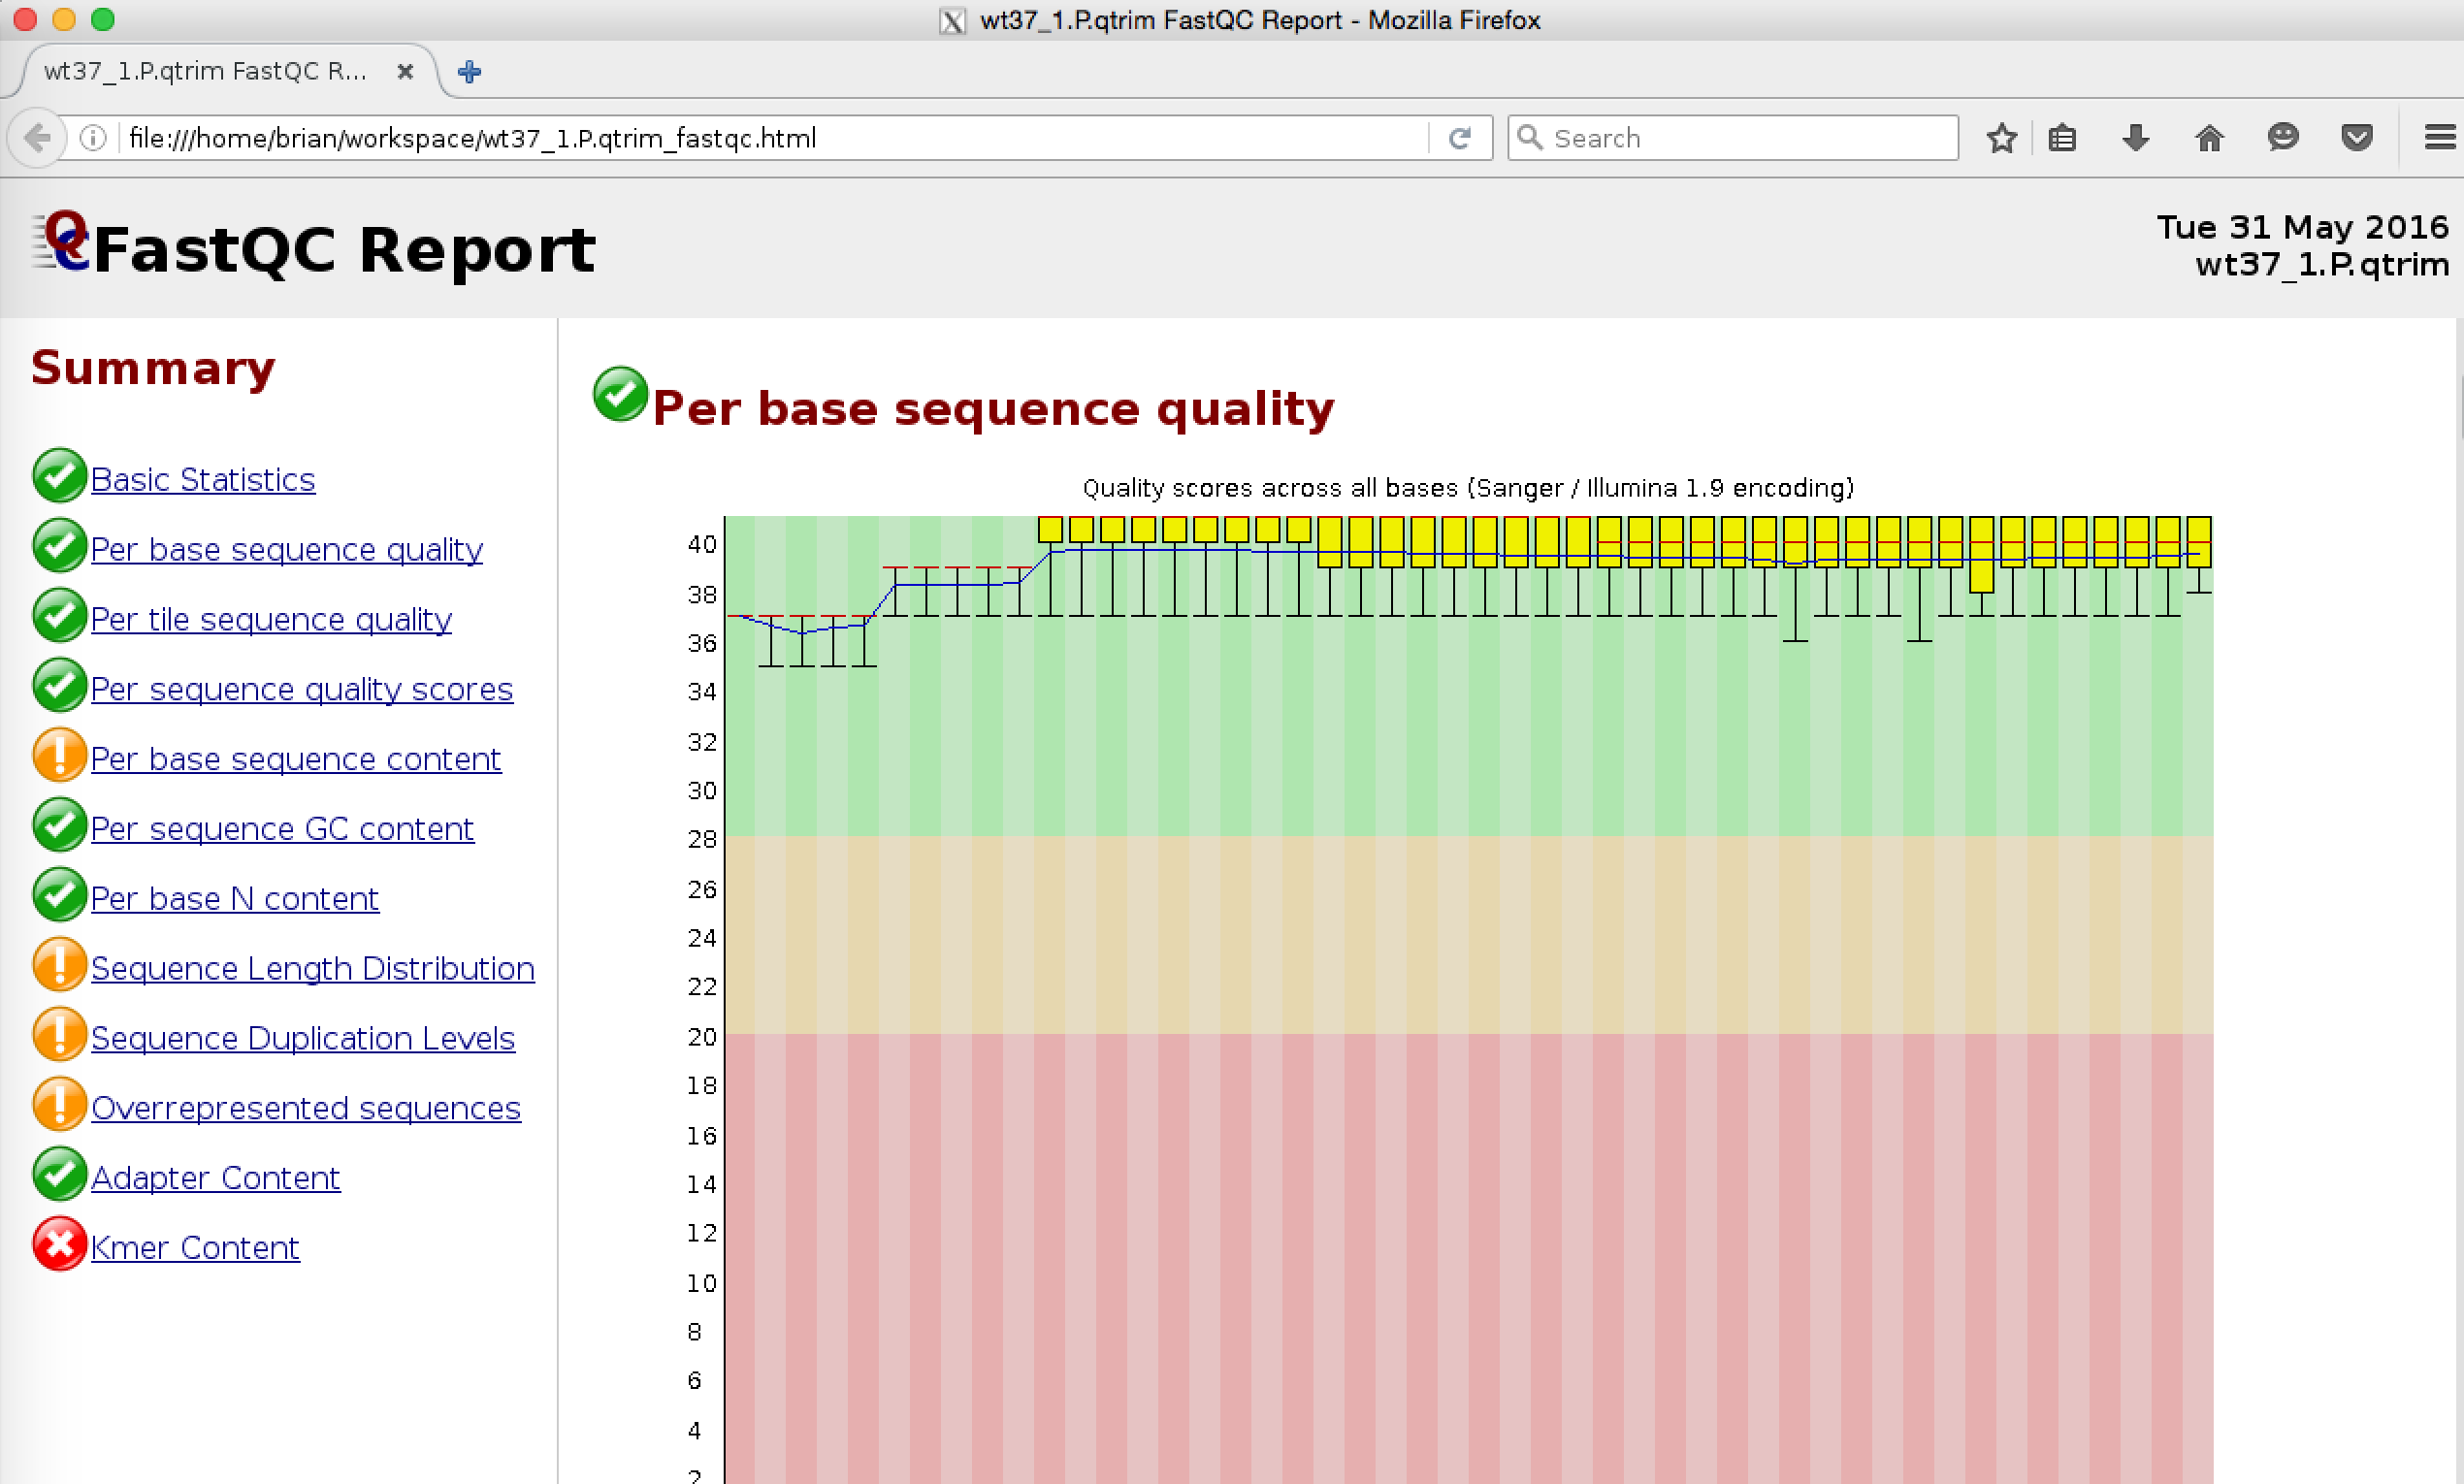 wt37_1.P.qtrim FastQC Report - Mozilla Firefox
wt37_1.P.qtrim FastQC R...
file:///home/brian/workspace/wt37_1.P.qtrim_fastqc.html
Search
FastQC Report
Tue 31 May 2016
wt37_1.P.qtrim
Summary
Basic Statistics
Per base sequence quality
Per tile sequence quality
Per sequence quality scores
Per base sequence content
Per sequence GC content
Per base N content
Sequence Length Distribution
Sequence Duplication Levels
Overrepresented sequences
Adapter Content
Kmer Content
Per base sequence quality
Quality scores across all bases (Sanger / Illumina 1.9 encoding)
40
38
36
34
32
30
28
26
24
22
20
18
16
14
12
10
8
6
4
2